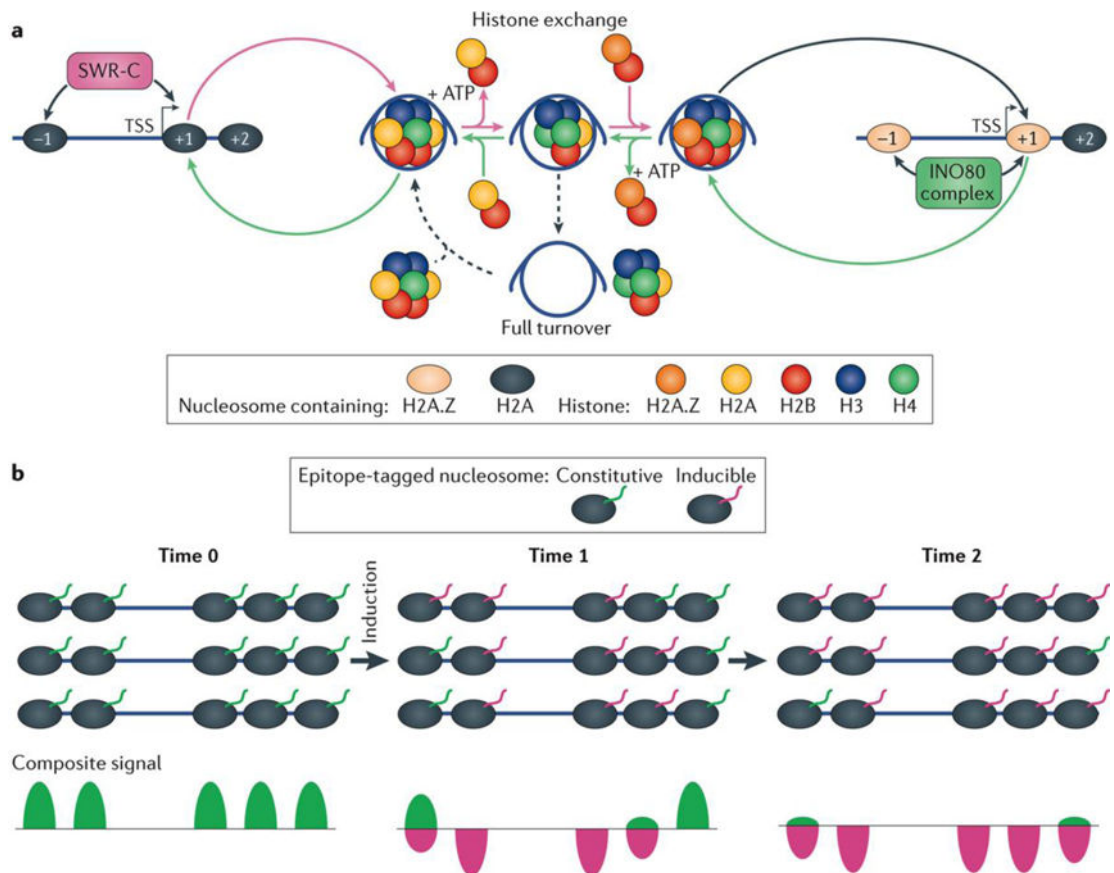 a
Histone exchange
SWR-C
+ ATP
TSS
−1
+1
+2
TSS
−1
+1
+2
INO80
complex
+ ATP
Full turnover
Nucleosome containing: H2A.Z H2A Histone: H2A.Z H2A H2B H3 H4
b
Epitope-tagged nucleosome: Constitutive Inducible
Time 0
Induction
Time 1
Time 2
Composite signal